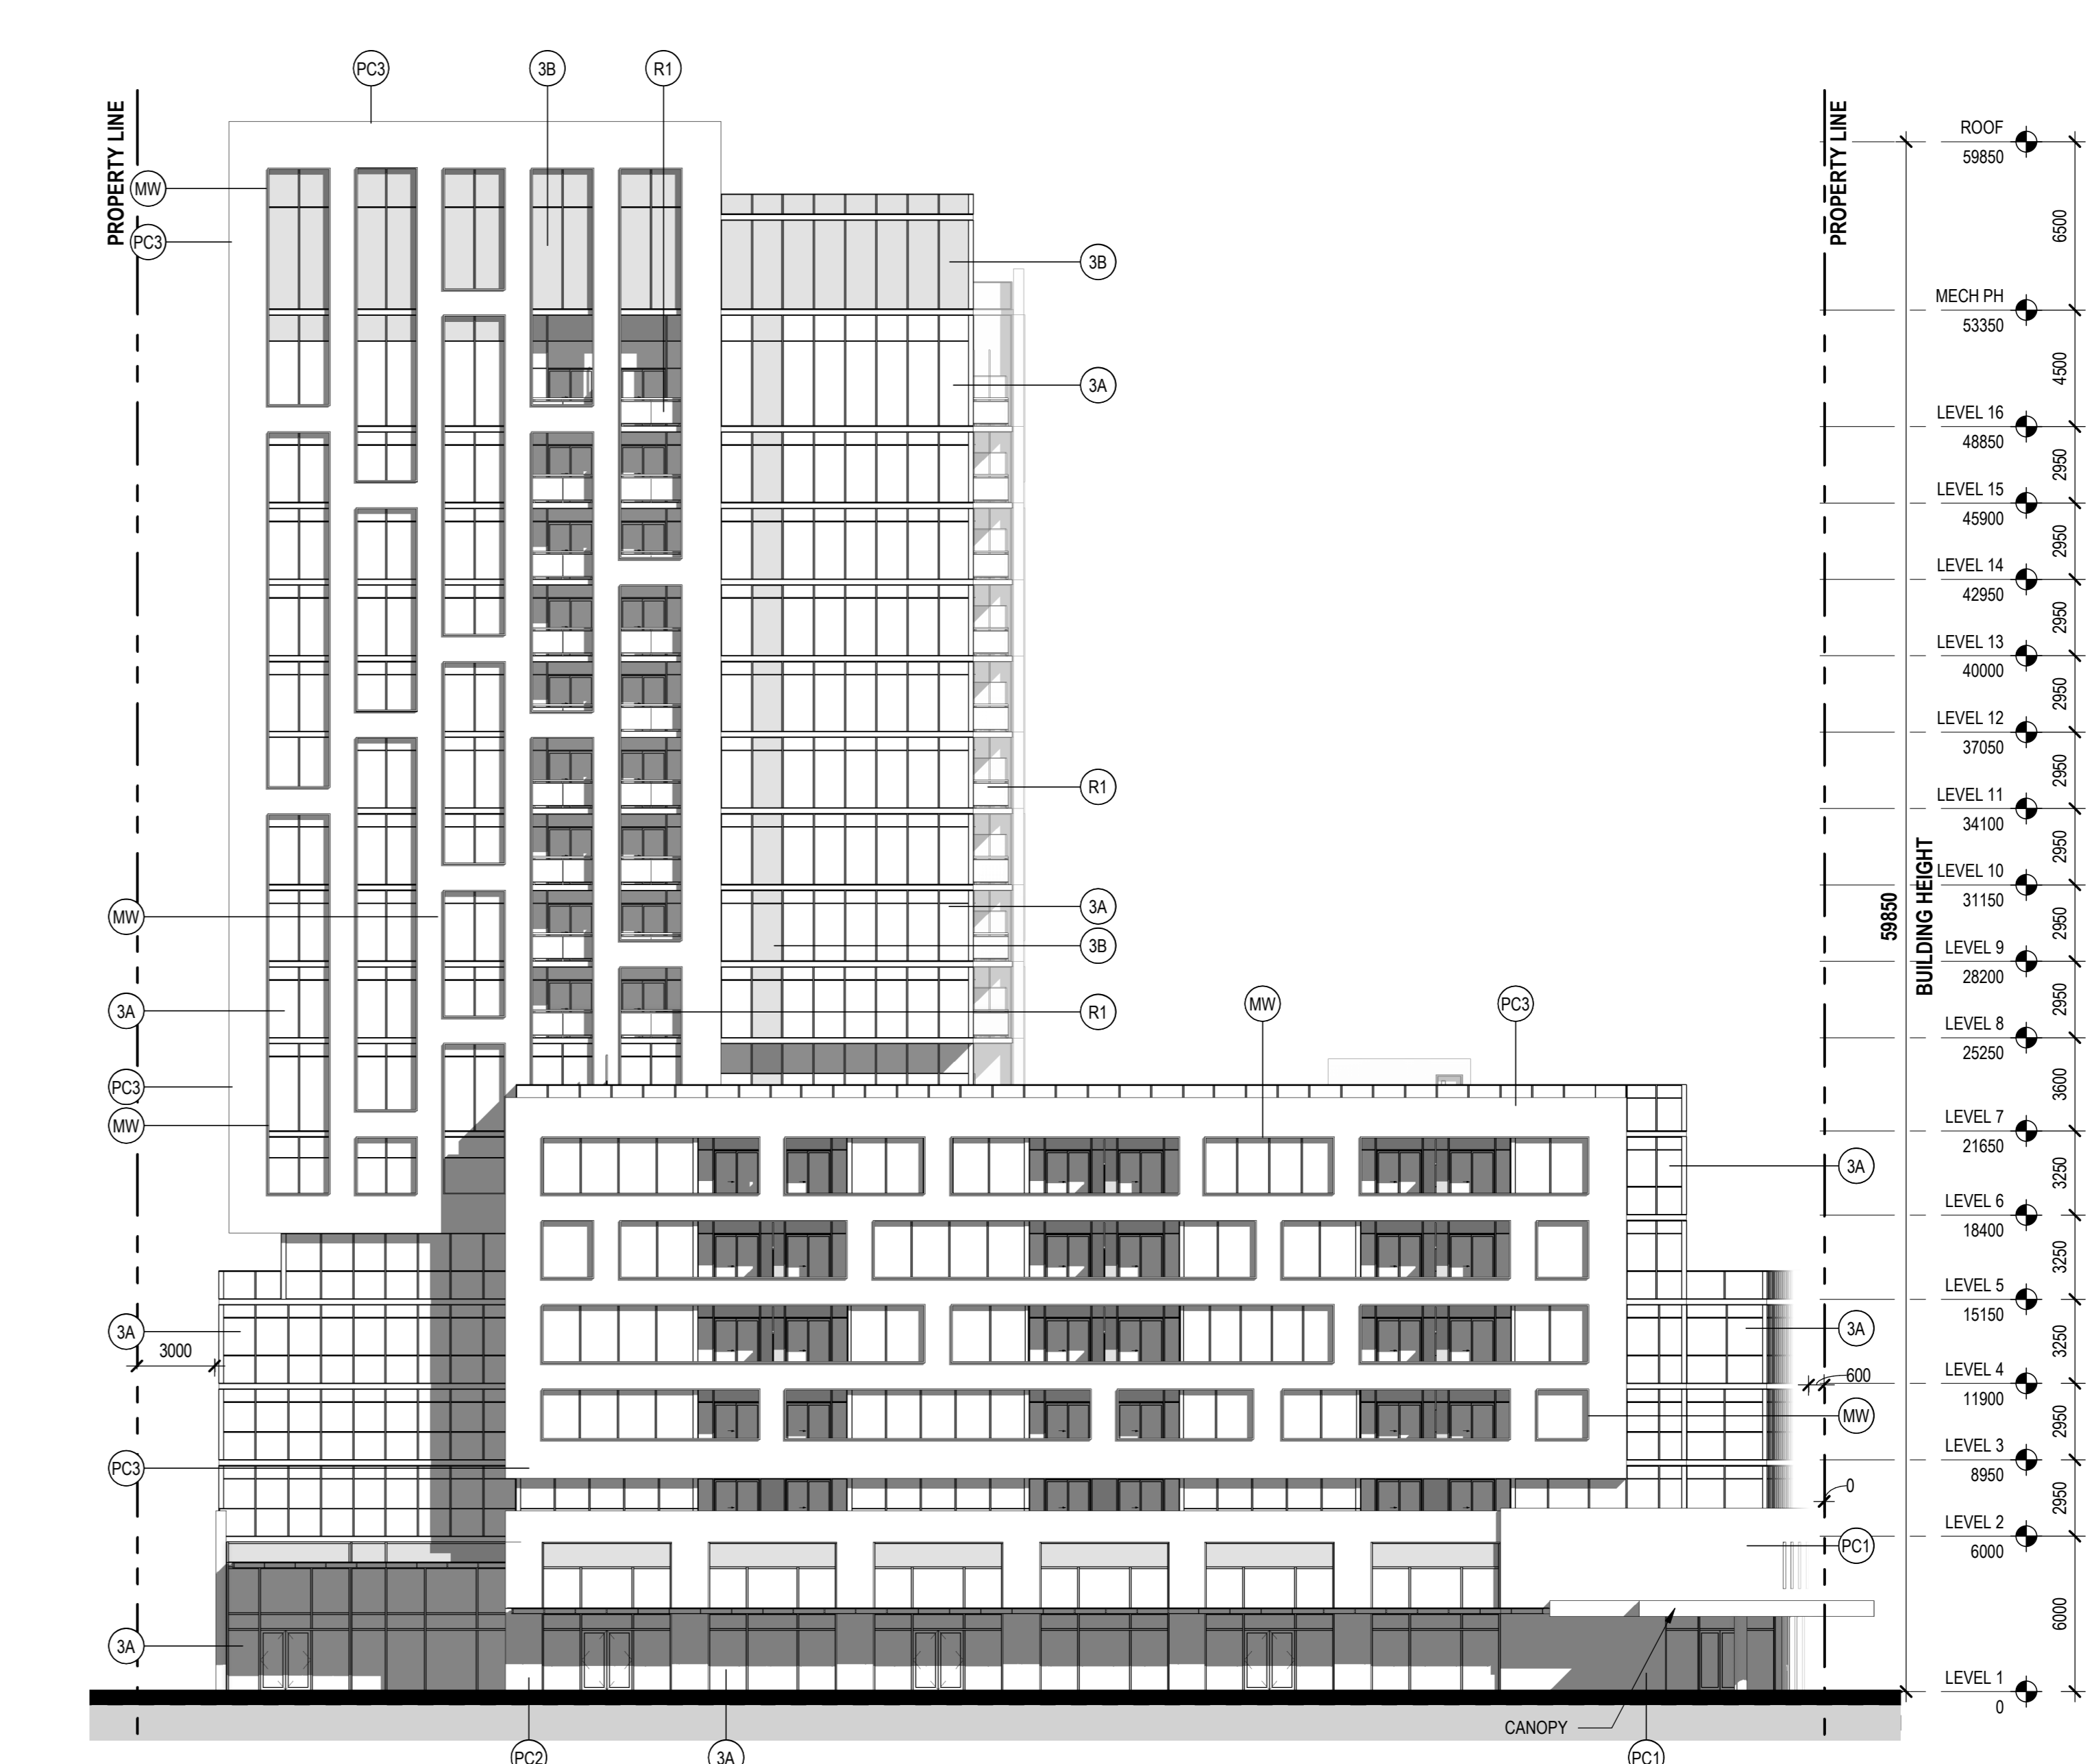 PC3
3B
R1
PROPERTY LINE
PROPERTY LINE
ROOF
59850
MW
PC3
6500
3B
MECH PH
53350
4500
3A
LEVEL 16
48850
2950
LEVEL 15
45900
2950
LEVEL 14
42950
2950
LEVEL 13
40000
2950
LEVEL 12
37050
2950
R1
LEVEL 11
34100
2950
LEVEL 10
31150
59850
BUILDING HEIGHT
MW
3A
2950
3B
LEVEL 9
28200
2950
3A
R1
MW
PC3
LEVEL 8
25250
3600
PC3
MW
LEVEL 7
21650
3A
3250
LEVEL 6
18400
3250
LEVEL 5
15150
3A
3A
3000
3250
LEVEL 4
11900
600
MW
2950
PC3
LEVEL 3
8950
0
2950
LEVEL 2
6000
PC1
6000
3A
LEVEL 1
0
CANOPY
PC2
3A
PC1